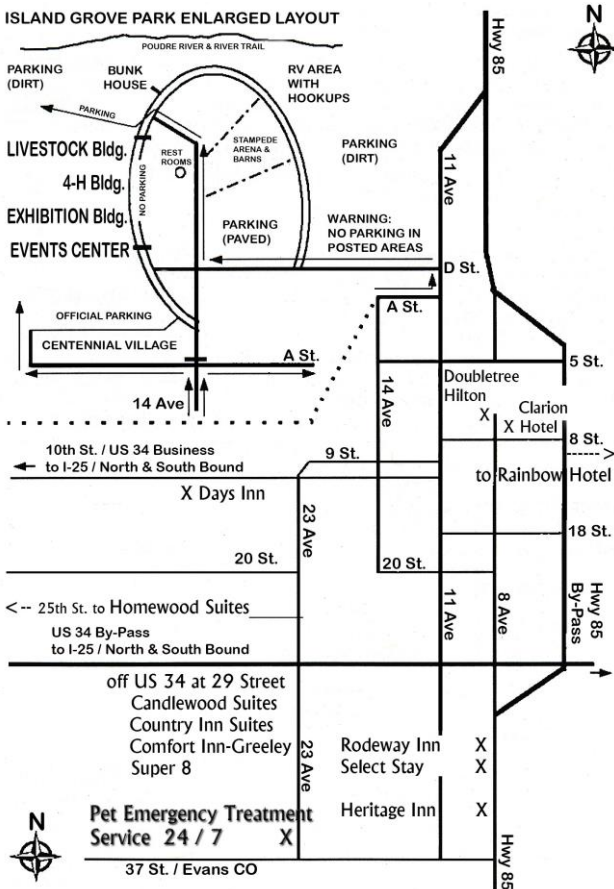 ISLAND GROVE PARK ENLARGED LAYOUT
N
Hwy 85
POUDRE RIVER & RIVER TRAIL
PARKING
(DIRT)
BUNK
HOUSE
RV AREA
WITH
HOOKUPS
PARKING
LIVESTOCK Bldg.
REST
ROOMS
STAMPEDE
ARENA &
BARNS
PARKING
(DIRT)
11 Ave
4-H Bldg.
NO PARKING
EXHIBITION Bldg.
PARKING
(PAVED)
WARNING:
NO PARKING IN
POSTED AREAS
EVENTS CENTER
D St.
OFFICIAL PARKING
A St.
CENTENNIAL VILLAGE
A St.
5 St.
14 Ave
14 Ave
Doubletree
Hilton
X
Clarion
X Hotel
8 St.
10th St. / US 34 Business
to I-25 / North & South Bound
9 St.
to Rainbow Hotel
X Days Inn
23 Ave
18 St.
20 St.
20 St.
<-- 25th St. to Homewood Suites
11 Ave
8 Ave
Hwy 85
By-Pass
US 34 By-Pass
to I-25 / North & South Bound
off US 34 at 29 Street
Candlewood Suites
Country Inn Suites
Comfort Inn-Greeley
Super 8
23 Ave
Rodeway Inn X
Select Stay X
Heritage Inn X
N
Pet Emergency Treatment
Service 24 / 7 X
Hwy 85
37 St. / Evans CO